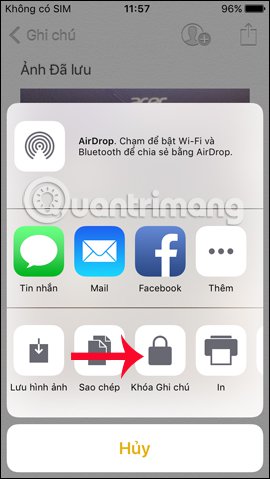 Không có SIM 11:57 96%
Ghi chú
Ảnh Đã lưu
acer
AirDrop. Chạm để bật Wi-Fi và
Bluetooth để chia sẻ bằng AirDrop.
Quantrimang
Tin nhắn Mail Facebook Thêm
Lưu hình ảnh Sao chép Khóa Ghi chú In
Hủy